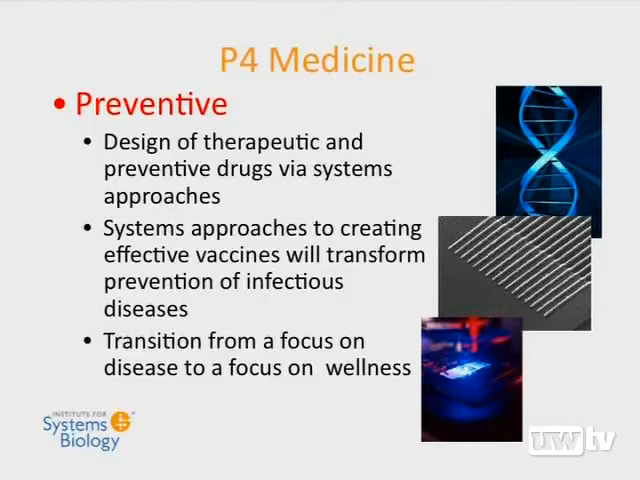 P4 Medicine
• Preventive
• Design of therapeutic and
preventive drugs via systems
approaches
• Systems approaches to creating
effective vaccines will transform
prevention of infectious
diseases
• Transition from a focus on
disease to a focus on wellness
INSTITUTE FOR
Systems
Biology
uwtv